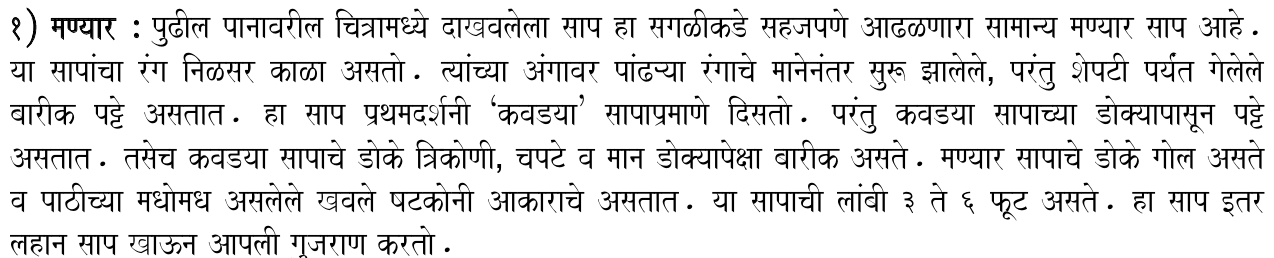 १) मण्यार : पुढील पानावरील चित्रामध्ये दाखवलेला साप हा सगळीकडे सहजपणे आढळणारा सामान्य मण्यार साप आहे.
या सापांचा रंग निळसर काळा असतो. त्यांच्या अंगावर पांढऱ्या रंगाचे मानेनंतर सुरू झालेले, परंतु शेपटी पर्यंत गेलेले
बारीक पट्टे असतात. हा साप प्रथमदर्शनी ‘कवडया’ सापाप्रमाणे दिसतो. परंतु कवडया सापाच्या डोक्यापासून पट्टे
असतात. तसेच कवडया सापाचे डोके त्रिकोणी, चपटे व मान डोक्यापेक्षा बारीक असते. मण्यार सापाचे डोके गोल असते
व पाठीच्या मधोमध असलेले खवले षटकोनी आकाराचे असतात. या सापाची लांबी ३ ते ६ फूट असते. हा साप इतर
लहान साप खाऊन आपली गुजराण करतो.